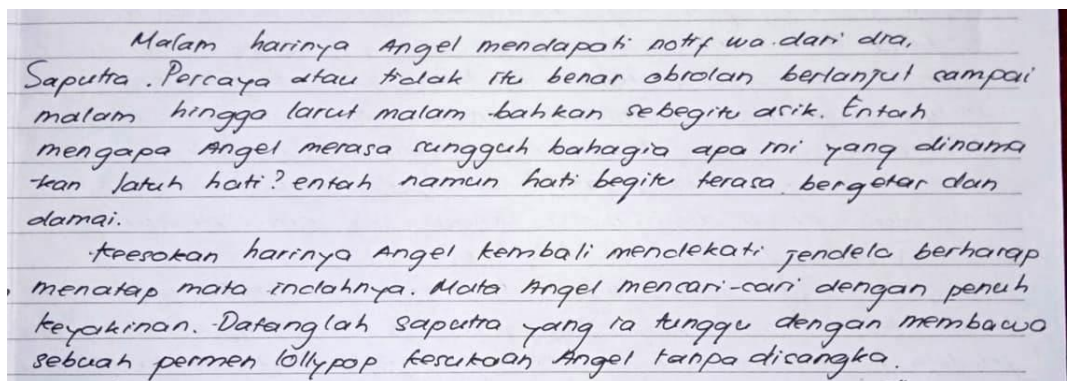 Malam harinya Angel mendapati notif wa dari dia,
Saputra. Percaya atau tidak itu benar obrolan berlanjut sampai
malam hingga larut malam bahkan sebegitu asik. Entah
mengapa Angel merasa sungguh bahagia apa ini yang dinama
-kan jatuh hati? entah namun hati begitu terasa bergetar dan
damai.
Keesokan harinya Angel kembali mendekati jendela berharap
menatap mata indahnya. Mata Angel mencari-cari dengan penuh
keyakinan. Datanglah saputra yang ia tunggu dengan membawa
sebuah permen lollypop kesukaan Angel tanpa disangka.